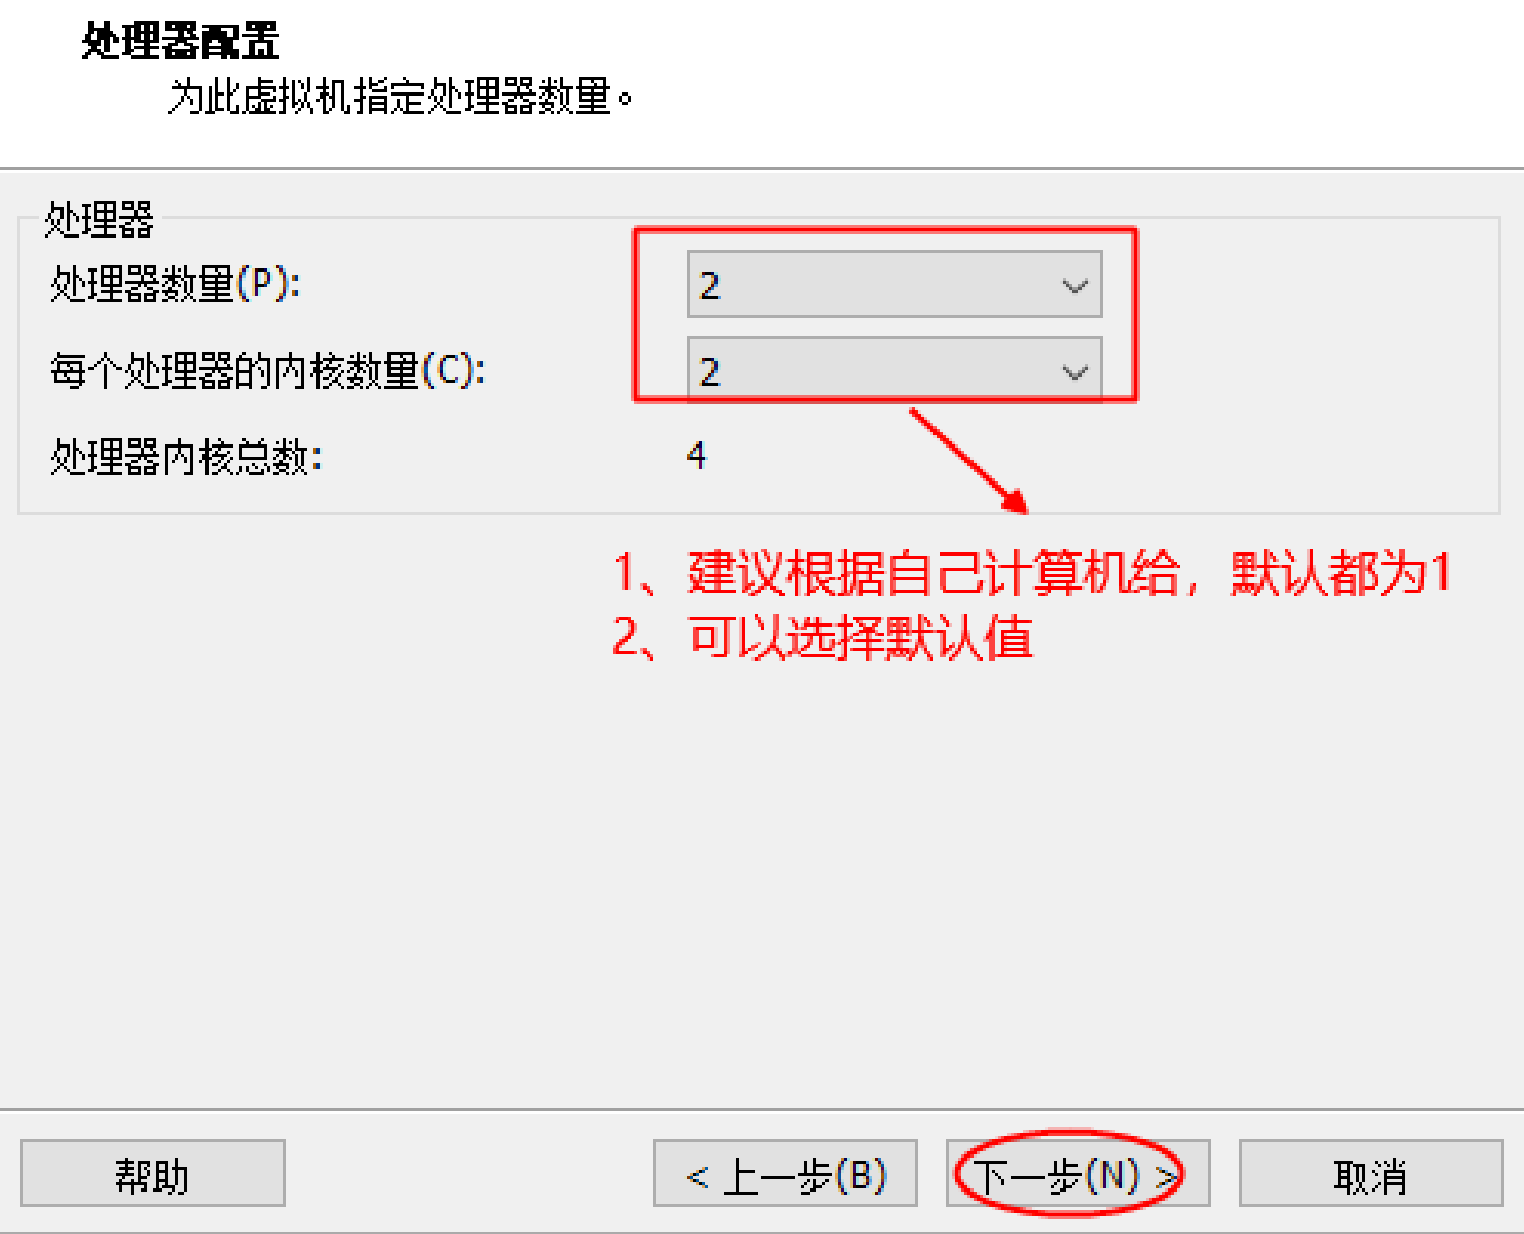 处理器配置
为此虚拟机指定处理器数量。
处理器
处理器数量(P):
2
每个处理器的内核数量(C):
2
处理器内核总数:
4
1、建议根据自己计算机给，默认都为1
2、可以选择默认值
帮助
< 上一步(B)
下一步(N) >
取消